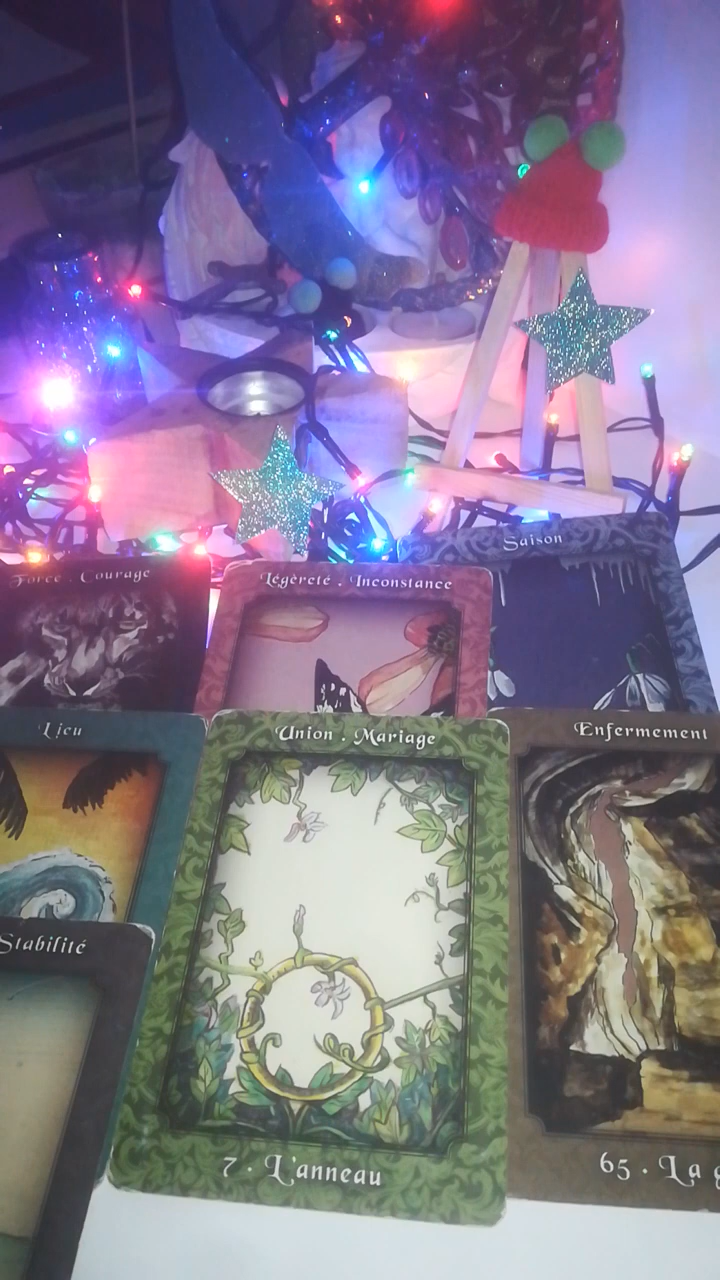 Force . Courage
Légèreté . Inconstance
Saison
Lieu
Union . Mariage
Enfermement
Stabilité
7 . L'anneau
65 . La g